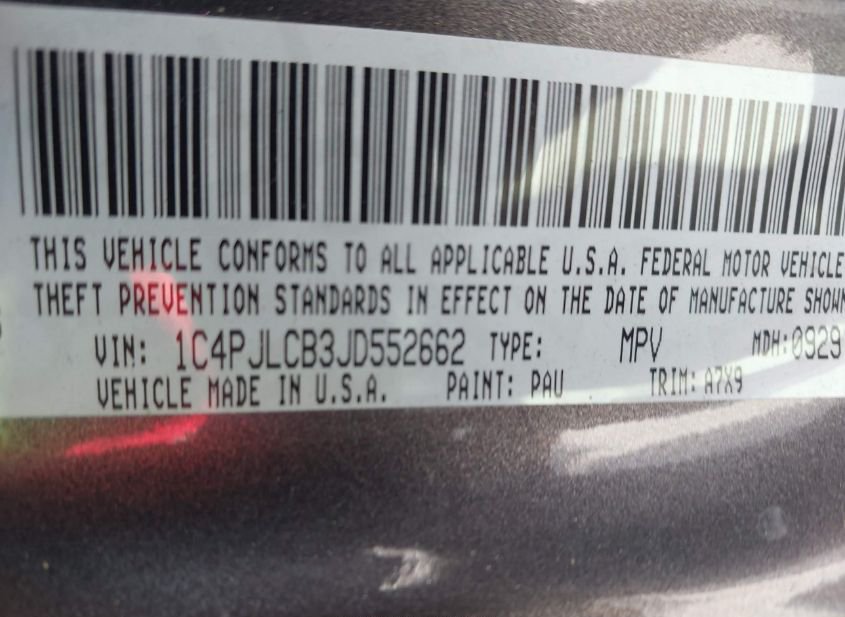 THIS VEHICLE CONFORMS TO ALL APPLICABLE U.S.A. FEDERAL MOTOR VEHICLE
THEFT PREVENTION STANDARDS IN EFFECT ON THE DATE OF MANUFACTURE SHOWN
VIN: 1C4PJLCB3JD552662 TYPE: MPV MDH: 0929
VEHICLE MADE IN U.S.A. PAINT: PAU TRIM: A7X9